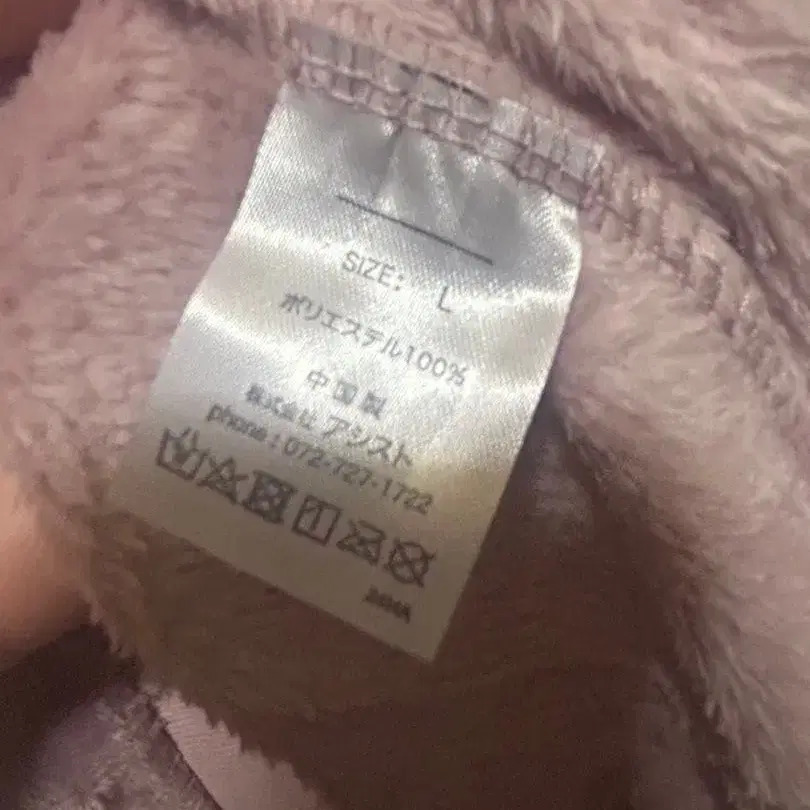 SIZE: L
ポリエステル100%
中国製
株式会社 アシスト
phone:072-727-1722